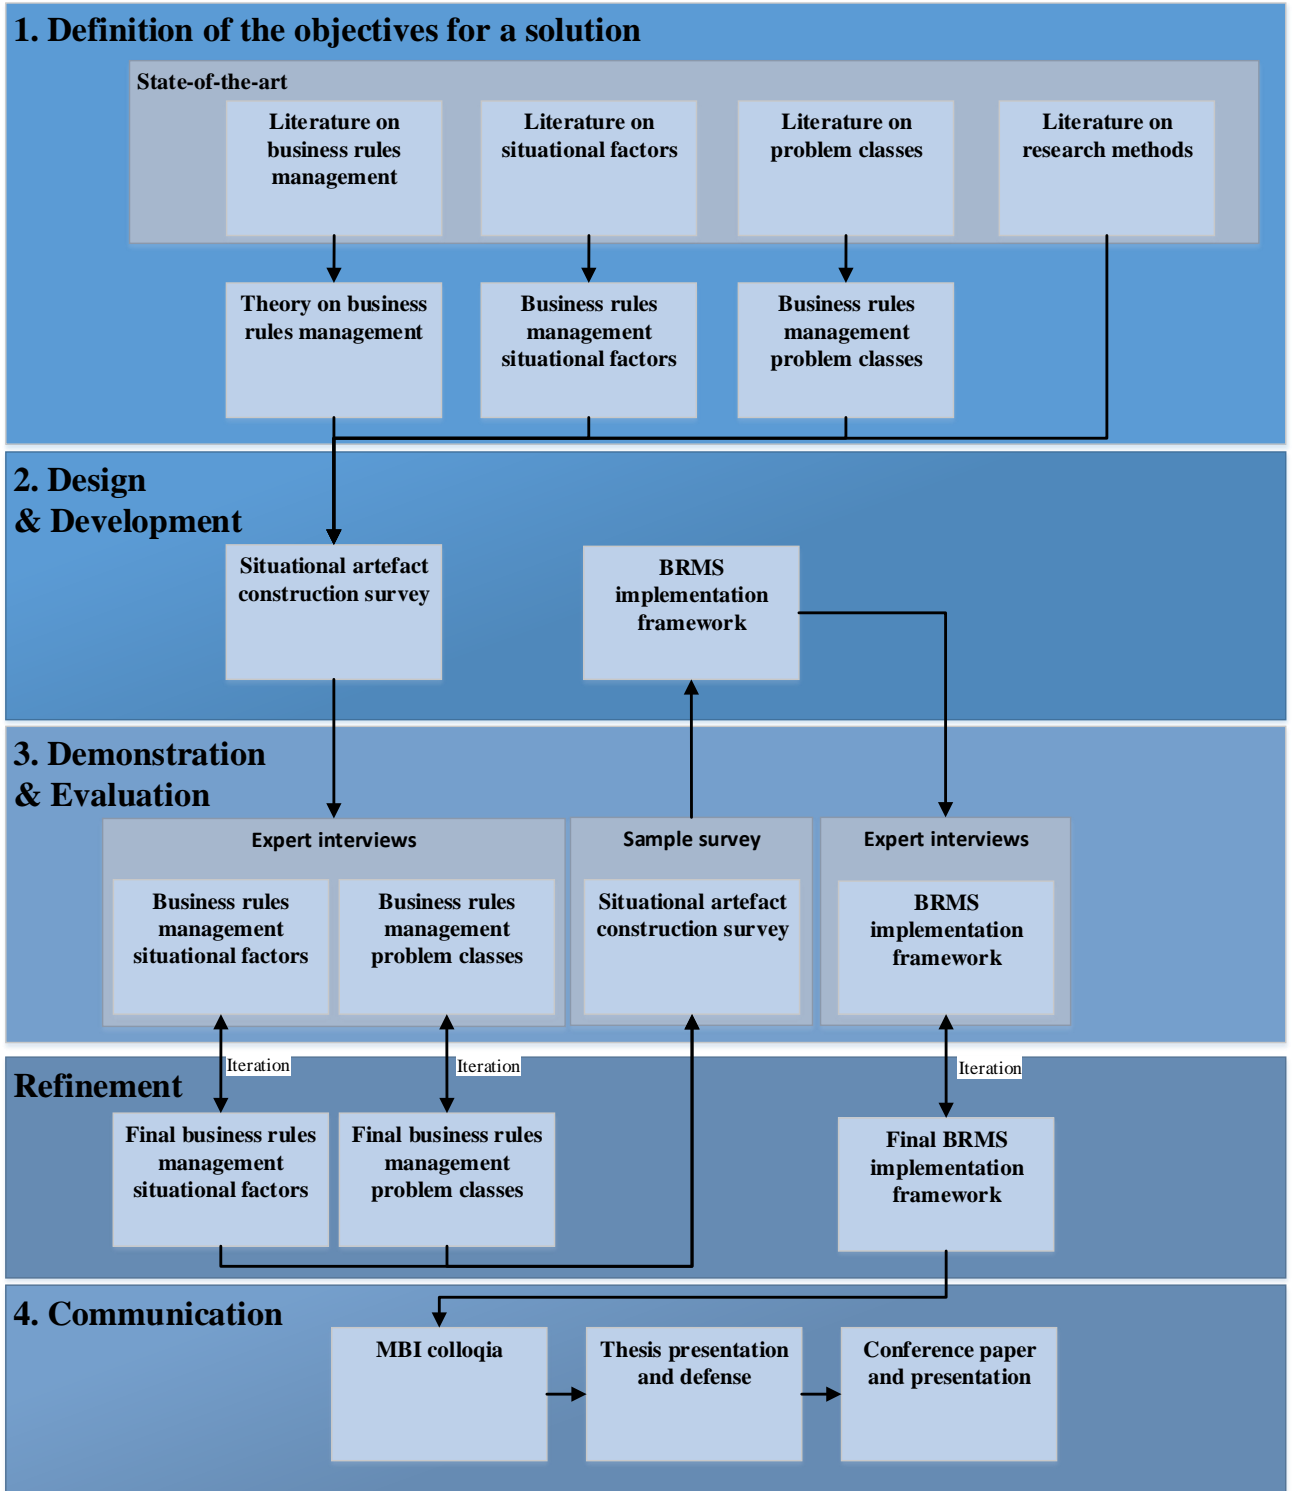 1. Definition of the objectives for a solution
State-of-the-art
Literature on
business rules
management
Literature on
situational factors
Literature on
problem classes
Literature on
research methods
Theory on business
rules management
Business rules
management
situational factors
Business rules
management
problem classes
2. Design
& Development
Situational artefact
construction survey
BRMS
implementation
framework
3. Demonstration
& Evaluation
Expert interviews
Business rules
management
situational factors
Business rules
management
problem classes
Sample survey
Situational artefact
construction survey
Expert interviews
BRMS
implementation
framework
Iteration
Iteration
Iteration
Refinement
Final business rules
management
situational factors
Final business rules
management
problem classes
Final BRMS
implementation
framework
4. Communication
MBI colloqia
Thesis presentation
and defense
Conference paper
and presentation